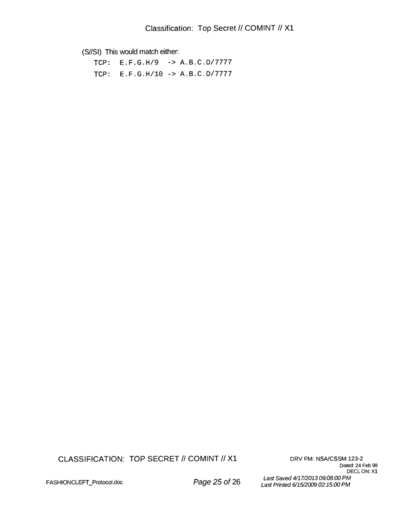 Classification: Top Secret // COMINT // X1
(S//SI) This would match either:
TCP: E.F.G.H/9 -> A.B.C.D/7777
TCP: E.F.G.H/10 -> A.B.C.D/7777
CLASSIFICATION: TOP SECRET // COMINT // X1
DRV FM: NSA/CSSM 123-2
Dated: 24 Feb 98
DECL ON: X1
FASHIONCLEFT_Protocol.doc
Page 25 of 26
Last Saved 4/17/2013 09:08:00 PM
Last Printed 6/15/2009 02:15:00 PM